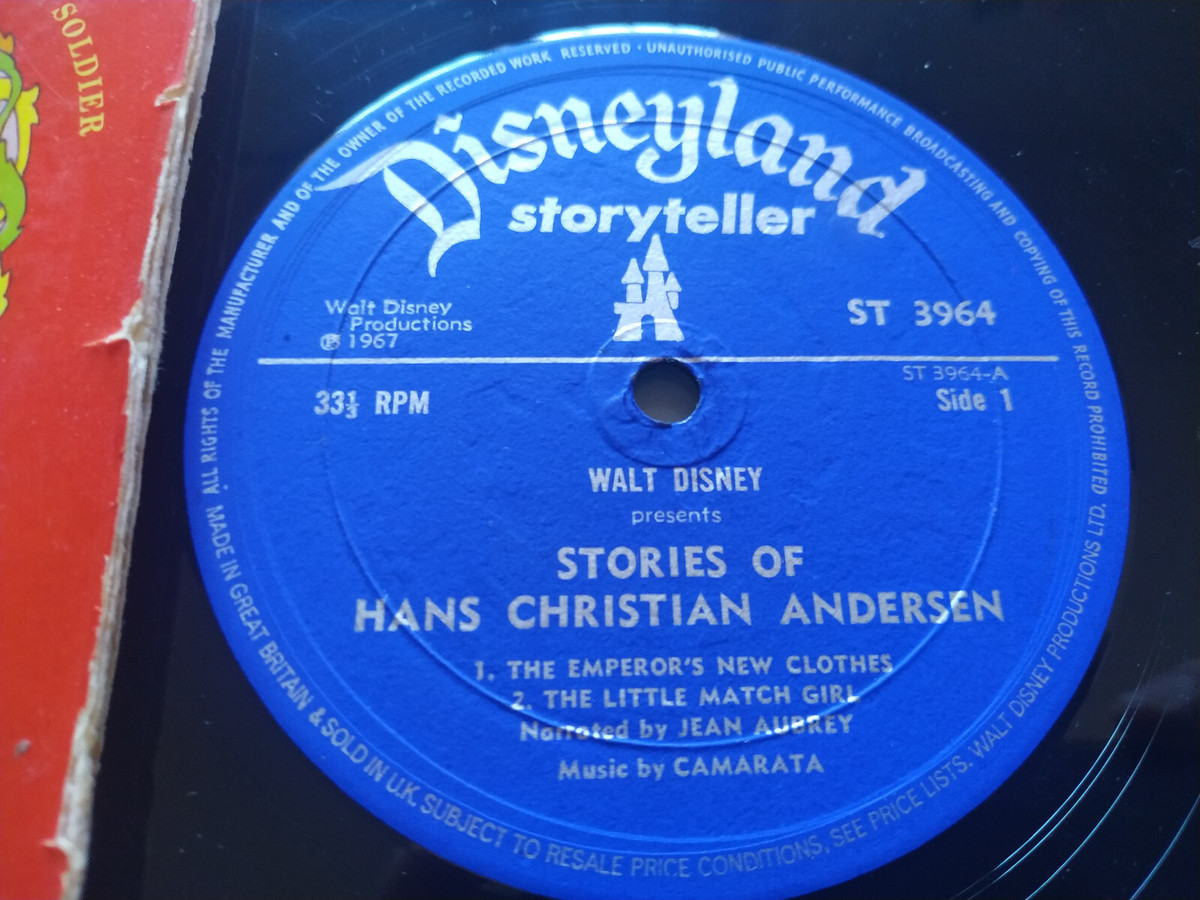 SOLDIER
ALL RIGHTS OF THE MANUFACTURER AND OF THE OWNER OF THE RECORDED WORK RESERVED · UNAUTHORISED PUBLIC PERFORMANCE BROADCASTING AND COPYING OF THIS RECORD PROHIBITED.
Disneyland
storyteller
Walt Disney
Productions
℗ 1967
ST 3964
ST 3964-A
33⅓ RPM
Side 1
WALT DISNEY
presents
STORIES OF
HANS CHRISTIAN ANDERSEN
1. THE EMPEROR'S NEW CLOTHES
2. THE LITTLE MATCH GIRL
Narrated by JEAN AUBREY
Music by CAMARATA
MADE IN GREAT BRITAIN & SOLD IN U.K. SUBJECT TO RESALE PRICE CONDITIONS, SEE PRICE LISTS. WALT DISNEY PRODUCTIONS LTD.